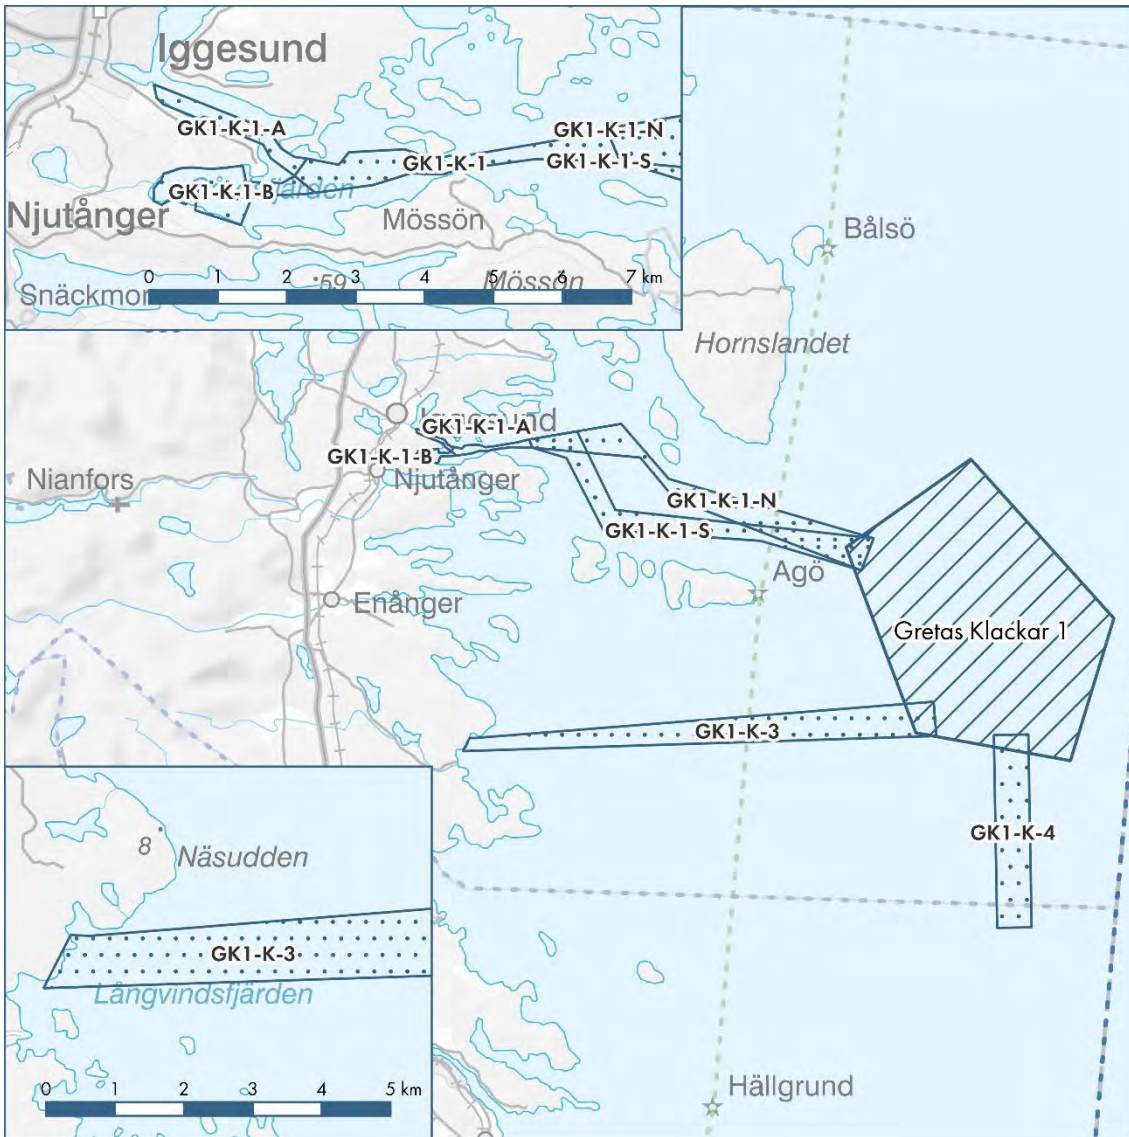 Iggesund
GK1-K-1-A
GK1-K-1-N
GK1-K-1
GK1-K-1-S
GK1-K-1-B
Njutånger
Mössön
0 1 2 3 4 5 6 7 km
Snäckmor
59
Mössön
Bålsö
Hornslandet
Iggesund
GK1-K-1-A
GK1-K-1-B
Nianfors
Njutånger
GK1-K-1-N
GK1-K-1-S
Agö
Enånger
Gretas Klackar 1
GK1-K-3
GK1-K-4
8
Näsudden
GK1-K-3
Långvindsfjärden
0 1 2 3 4 5 km
Hällgrund